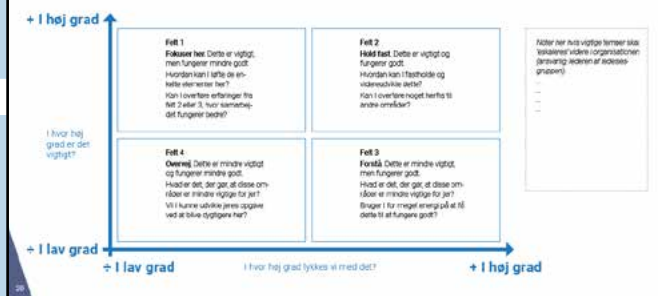 + I høj grad
Felt 1
Fokuser her. Dette er vigtigt,
men fungerer mindre godt
Hvordan kan I løfte de en-
kelte elementer her?
Kan I overføre erfaringer fra
felt 2 eller 3, hvor samarbej-
det fungerer bedre?
Felt 2
Hold fast. Dette er vigtigt og
fungerer godt.
Hvordan kan I fastholde og
videreudvikle dette?
Kan I overføre noget herfra til
andre områder?
Noter her hvis vigtige temaer skal
'eskaleres' videre i organisationen
(ansvarlig: lederen af ledelses-
gruppen).
I hvor høj
grad er det
vigtigt?
Felt 4
Overvej. Dette er mindre vigtigt
og fungerer mindre godt.
Hvad er det, der gør, at disse om-
råder er mindre vigtige for jer?
Vil I kunne udvikle jeres opgave
ved at blive dygtigere her?
Felt 3
Forstå. Dette er mindre vigtigt,
men fungerer godt.
Hvad er det, der gør, at disse om-
råder er mindre vigtige for jer?
Bruger I for meget energi på at få
dette til at fungere godt?
÷ I lav grad
÷ I lav grad
I hvor høj grad lykkes vi med det?
+ I høj grad
20